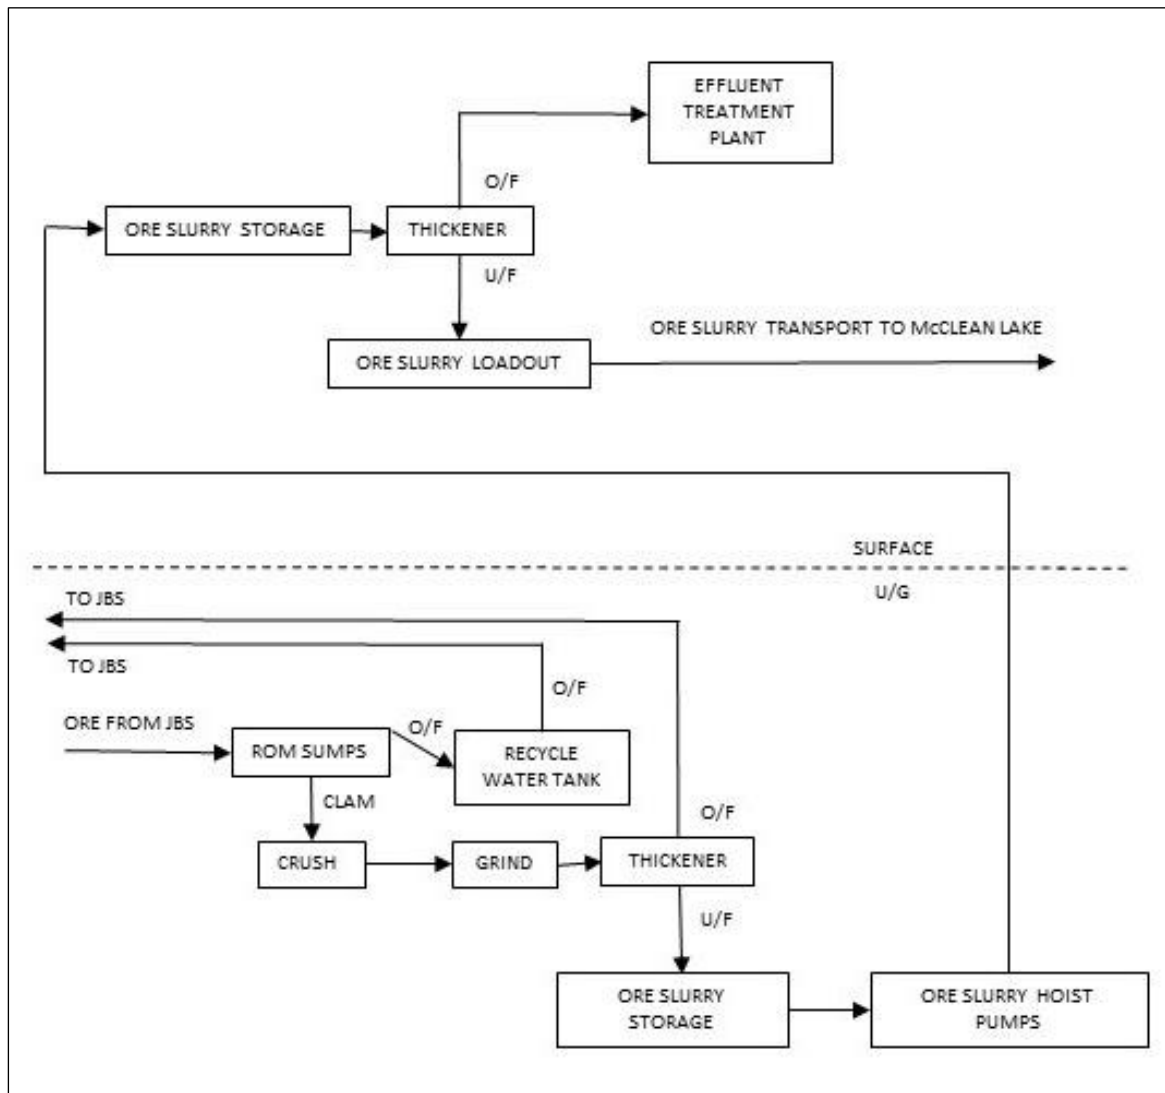 EFFLUENT
TREATMENT
PLANT
O/F
ORE SLURRY STORAGE
THICKENER
U/F
ORE SLURRY TRANSPORT TO McCLEAN LAKE
ORE SLURRY LOADOUT
SURFACE
U/G
TO JBS
TO JBS
O/F
ORE FROM JBS
O/F
ROM SUMPS
RECYCLE
WATER TANK
CLAM
O/F
CRUSH
GRIND
THICKENER
U/F
ORE SLURRY
STORAGE
ORE SLURRY HOIST
PUMPS